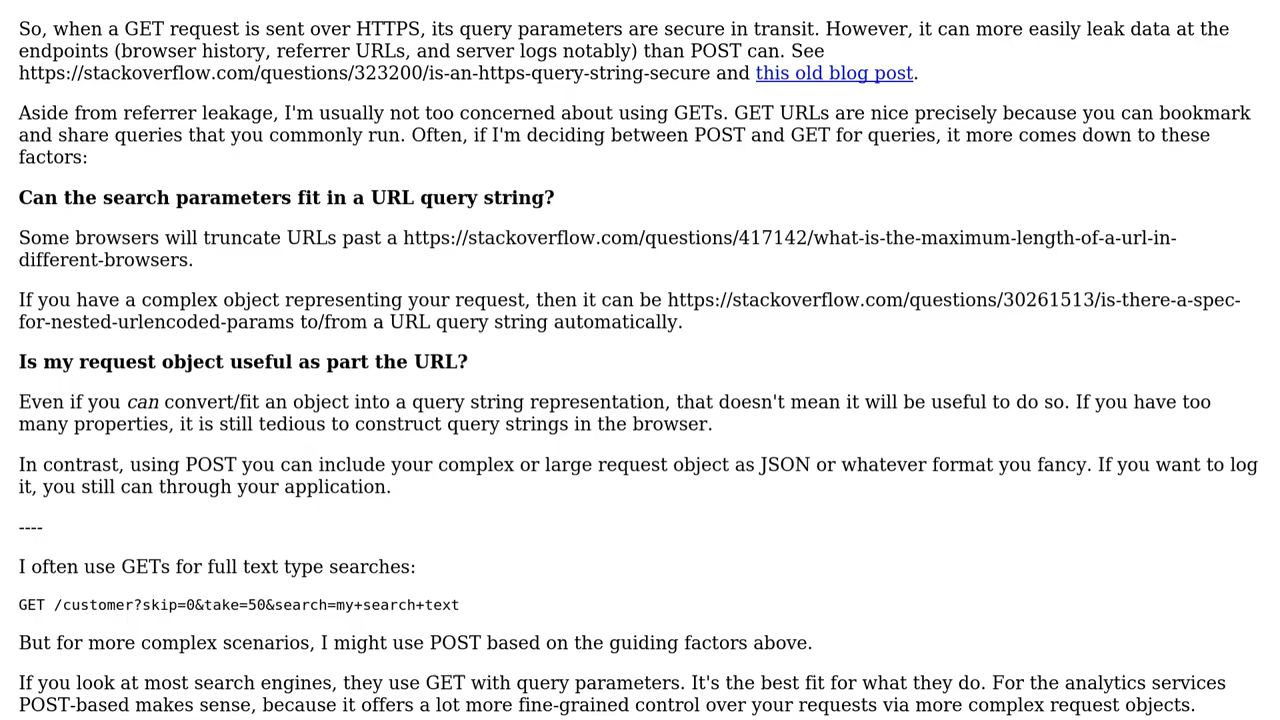 So, when a GET request is sent over HTTPS, its query parameters are secure in transit. However, it can more easily leak data at the
endpoints (browser history, referrer URLs, and server logs notably) than POST can. See
https://stackoverflow.com/questions/323200/is-an-https-query-string-secure and this old blog post.
Aside from referrer leakage, I'm usually not too concerned about using GETs. GET URLs are nice precisely because you can bookmark
and share queries that you commonly run. Often, if I'm deciding between POST and GET for queries, it more comes down to these
factors:
Can the search parameters fit in a URL query string?
Some browsers will truncate URLs past a https://stackoverflow.com/questions/417142/what-is-the-maximum-length-of-a-url-in-
different-browsers.
If you have a complex object representing your request, then it can be https://stackoverflow.com/questions/30261513/is-there-a-spec-
for-nested-urlencoded-params to/from a URL query string automatically.
Is my request object useful as part the URL?
Even if you can convert/fit an object into a query string representation, that doesn't mean it will be useful to do so. If you have too
many properties, it is still tedious to construct query strings in the browser.
In contrast, using POST you can include your complex or large request object as JSON or whatever format you fancy. If you want to log
it, you still can through your application.
----
I often use GETs for full text type searches:
GET /customer?skip=0&take=50&search=my+search+text
But for more complex scenarios, I might use POST based on the guiding factors above.
If you look at most search engines, they use GET with query parameters. It's the best fit for what they do. For the analytics services
POST-based makes sense, because it offers a lot more fine-grained control over your requests via more complex request objects.